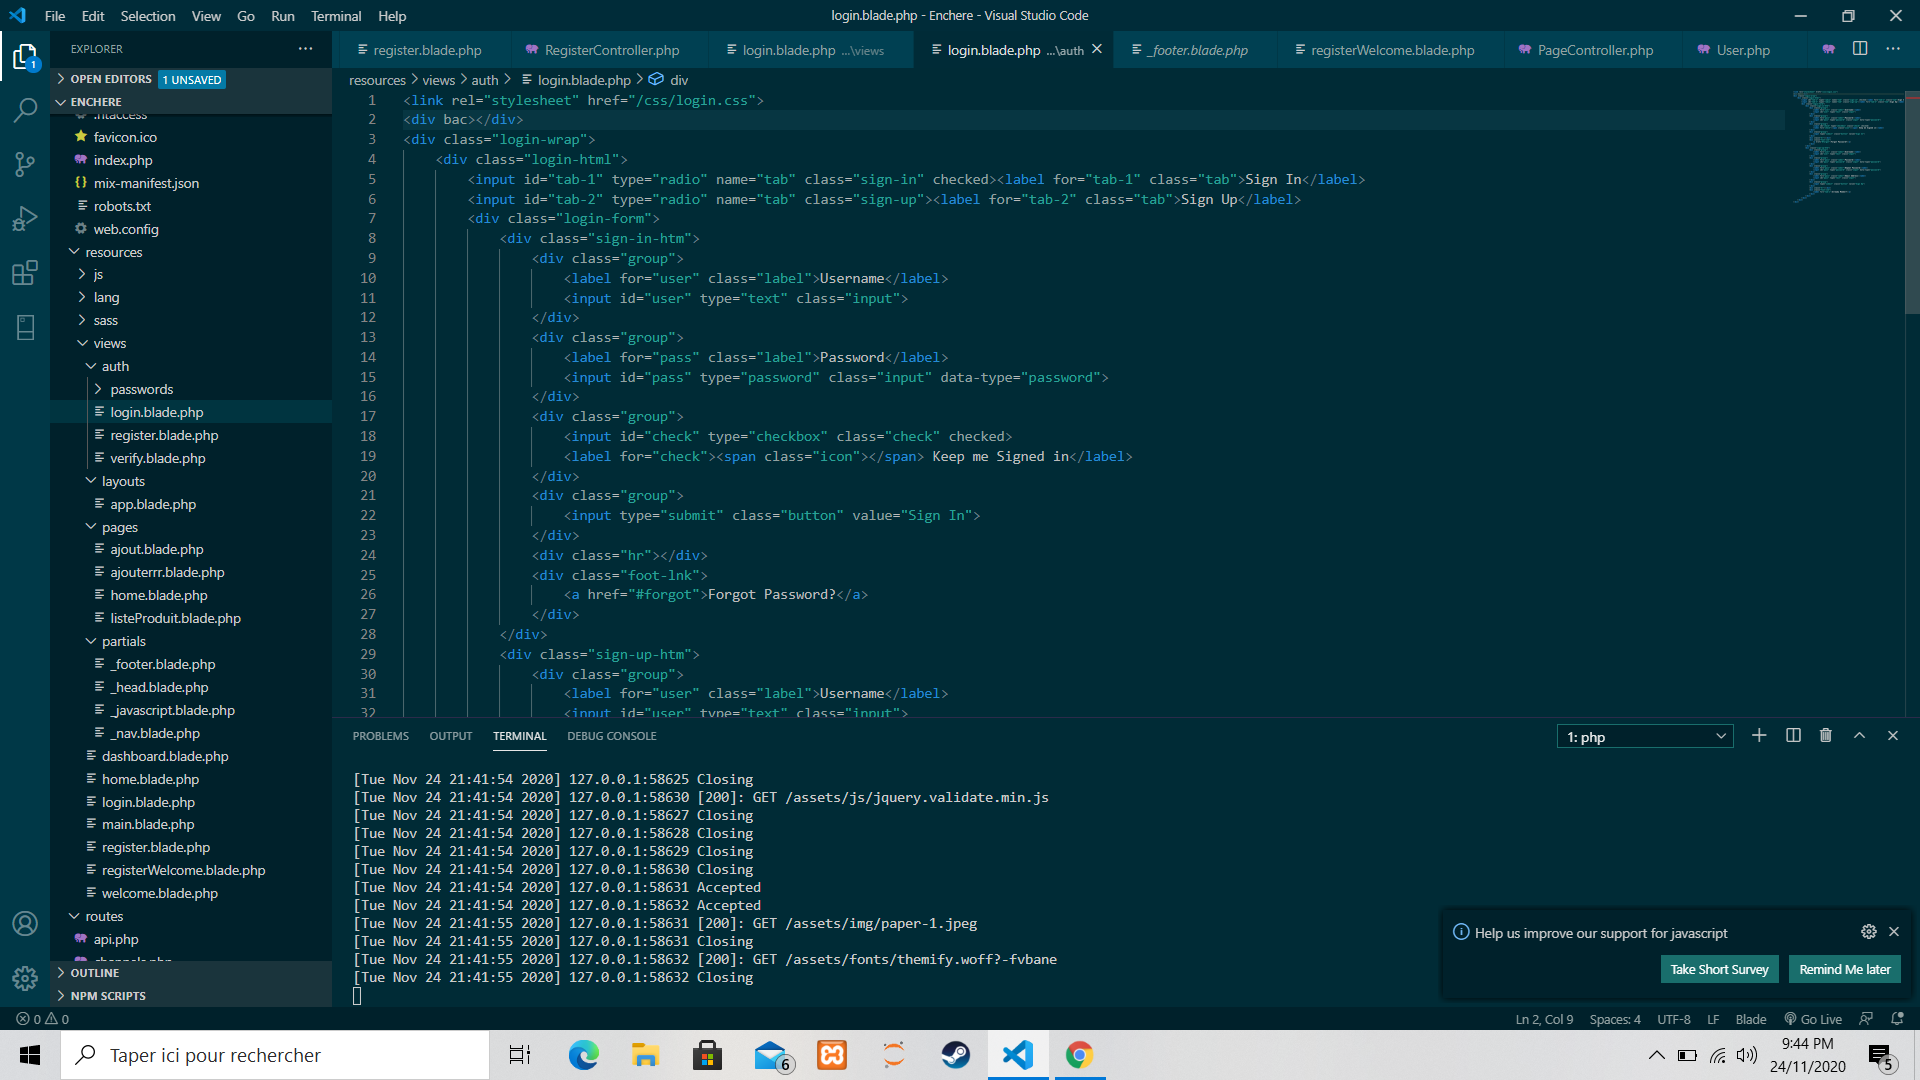 File Edit Selection View Go Run Terminal Help
login.blade.php - Enchere - Visual Studio Code
EXPLORER
OPEN EDITORS 1 UNSAVED
ENCHERE
.htaccess
favicon.ico
index.php
mix-manifest.json
robots.txt
web.config
resources
js
lang
sass
views
auth
passwords
login.blade.php
register.blade.php
verify.blade.php
layouts
app.blade.php
pages
ajout.blade.php
ajouterrr.blade.php
home.blade.php
listeProduit.blade.php
partials
_footer.blade.php
_head.blade.php
_javascript.blade.php
_nav.blade.php
dashboard.blade.php
home.blade.php
login.blade.php
main.blade.php
register.blade.php
registerWelcome.blade.php
welcome.blade.php
routes
api.php
channels.php
OUTLINE
NPM SCRIPTS
1
register.blade.php RegisterController.php login.blade.php ...\views login.blade.php ...\auth _footer.blade.php registerWelcome.blade.php PageController.php User.php
resources > views > auth > login.blade.php > div
1 <link rel="stylesheet" href="/css/login.css">
2 <div bac></div>
3 <div class="login-wrap">
4 <div class="login-html">
5 <input id="tab-1" type="radio" name="tab" class="sign-in" checked><label for="tab-1" class="tab">Sign In</label>
6 <input id="tab-2" type="radio" name="tab" class="sign-up"><label for="tab-2" class="tab">Sign Up</label>
7 <div class="login-form">
8 <div class="sign-in-htm">
9 <div class="group">
10 <label for="user" class="label">Username</label>
11 <input id="user" type="text" class="input">
12 </div>
13 <div class="group">
14 <label for="pass" class="label">Password</label>
15 <input id="pass" type="password" class="input" data-type="password">
16 </div>
17 <div class="group">
18 <input id="check" type="checkbox" class="check" checked>
19 <label for="check"><span class="icon"></span> Keep me Signed in</label>
20 </div>
21 <div class="group">
22 <input type="submit" class="button" value="Sign In">
23 </div>
24 <div class="hr"></div>
25 <div class="foot-lnk">
26 <a href="#forgot">Forgot Password?</a>
27 </div>
28 </div>
29 <div class="sign-up-htm">
30 <div class="group">
31 <label for="user" class="label">Username</label>
32 <input id="user" type="text" class="input">
PROBLEMS OUTPUT TERMINAL DEBUG CONSOLE
1: php
[Tue Nov 24 21:41:54 2020] 127.0.0.1:58625 Closing
[Tue Nov 24 21:41:54 2020] 127.0.0.1:58630 [200]: GET /assets/js/jquery.validate.min.js
[Tue Nov 24 21:41:54 2020] 127.0.0.1:58627 Closing
[Tue Nov 24 21:41:54 2020] 127.0.0.1:58628 Closing
[Tue Nov 24 21:41:54 2020] 127.0.0.1:58629 Closing
[Tue Nov 24 21:41:54 2020] 127.0.0.1:58630 Closing
[Tue Nov 24 21:41:54 2020] 127.0.0.1:58631 Accepted
[Tue Nov 24 21:41:54 2020] 127.0.0.1:58632 Accepted
[Tue Nov 24 21:41:55 2020] 127.0.0.1:58631 [200]: GET /assets/img/paper-1.jpeg
[Tue Nov 24 21:41:55 2020] 127.0.0.1:58631 Closing
[Tue Nov 24 21:41:55 2020] 127.0.0.1:58632 [200]: GET /assets/fonts/themify.woff?-fvbane
[Tue Nov 24 21:41:55 2020] 127.0.0.1:58632 Closing
Help us improve our support for javascript
Take Short Survey
Remind Me later
0 0
Ln 2, Col 9 Spaces: 4 UTF-8 LF Blade Go Live
Taper ici pour rechercher
6
9:44 PM
24/11/2020
5